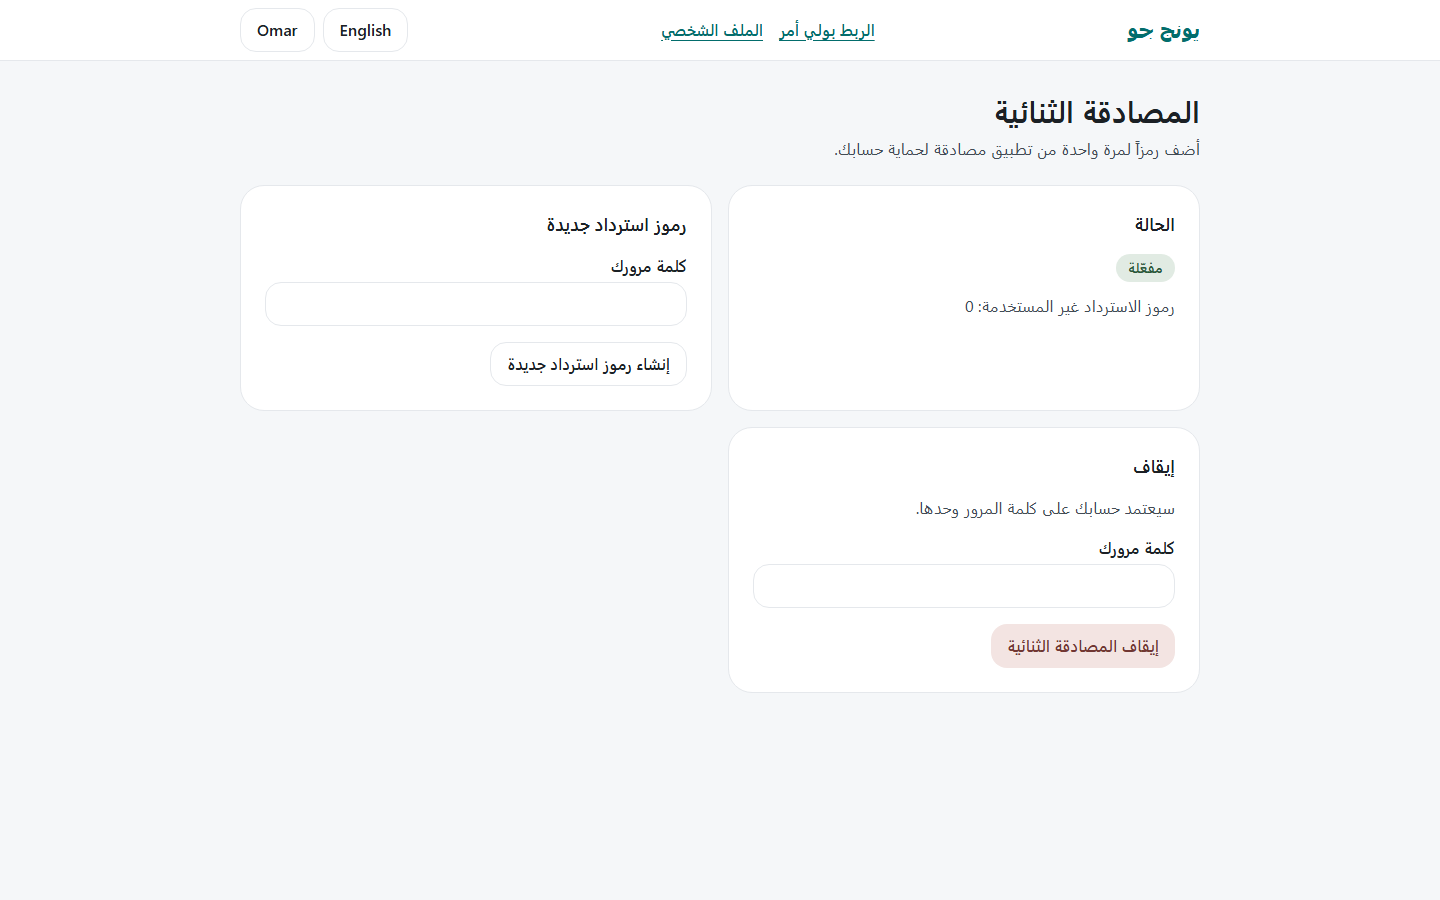 يونج جو
الربط بولي أمر
الملف الشخصي
English
Omar
المصادقة الثنائية
أضف رمزاً لمرة واحدة من تطبيق مصادقة لحماية حسابك.
الحالة
مفعّلة
رموز الاسترداد غير المستخدمة: 0
رموز استرداد جديدة
كلمة مرورك
إنشاء رموز استرداد جديدة
إيقاف
سيعتمد حسابك على كلمة المرور وحدها.
كلمة مرورك
إيقاف المصادقة الثنائية